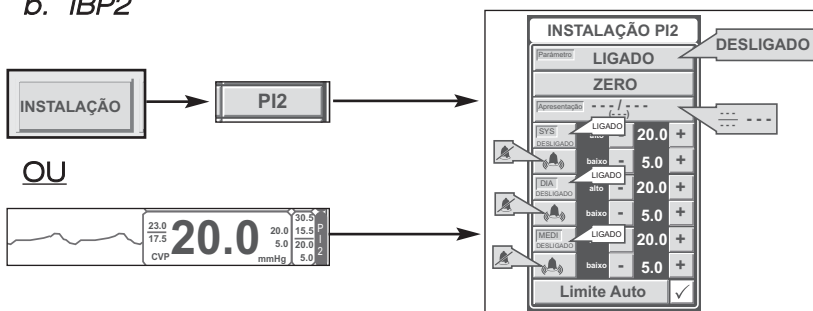 b. IBP2
INSTALAÇÃO
PI2
OU
23.0
17.5
CVP
20.0
20.0
5.0
mmHg
30.5
15.5
20.0
5.0
PI2
INSTALAÇÃO PI2
Parâmetro LIGADO
DESLIGADO
ZERO
Apresentação - - - / - - -
(- - -)
--- - - -
SYS LIGADO
DESLIGADO - 20.0 +
baixo - 5.0 +
DIA LIGADO
DESLIGADO alto - 20.0 +
baixo - 5.0 +
MEDI LIGADO
DESLIGADO 20.0 +
baixo - 5.0 +
Limite Auto ✓